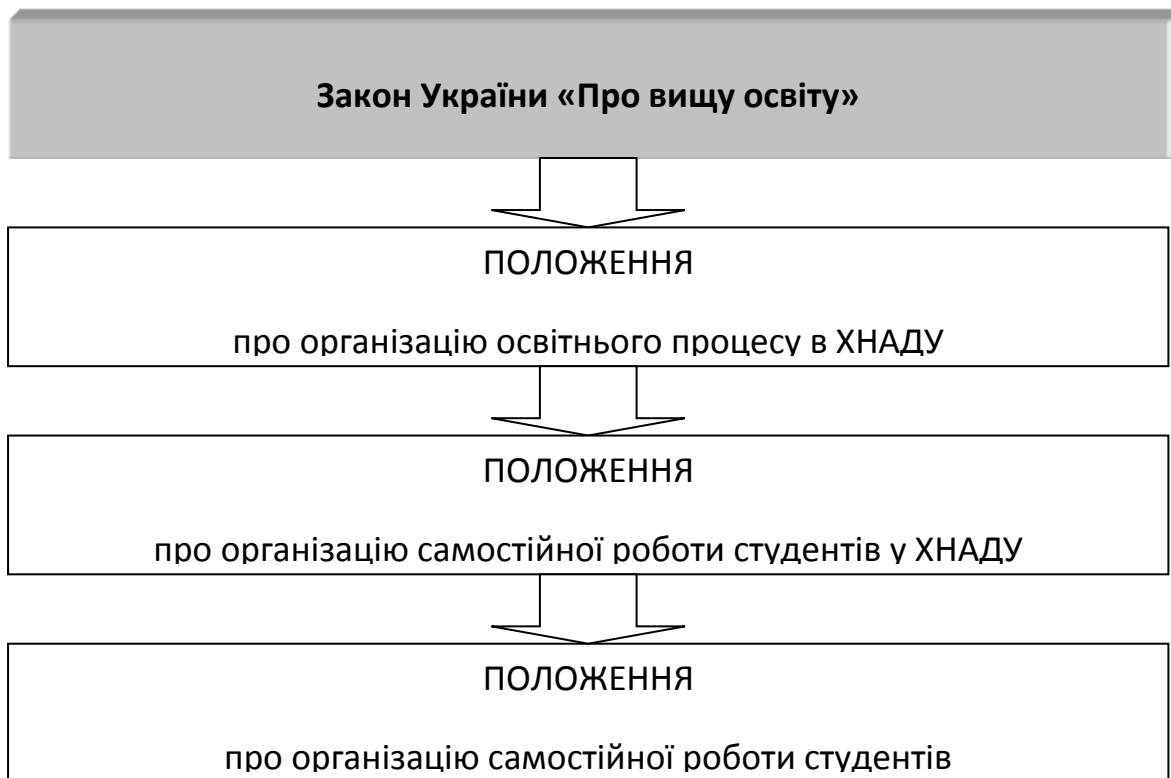 Закон України «Про вищу освіту»
ПОЛОЖЕННЯ
про організацію освітнього процесу в ХНАДУ
ПОЛОЖЕННЯ
про організацію самостійної роботи студентів у ХНАДУ
ПОЛОЖЕННЯ
про організацію самостійної роботи студентів